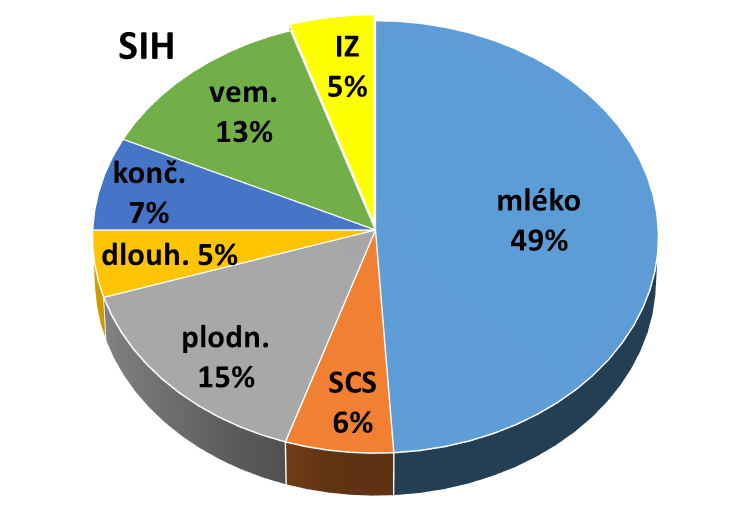 SIH
IZ
5%
vem.
13%
konč.
7%
mléko
49%
dlouh. 5%
plodn.
15%
SCS
6%